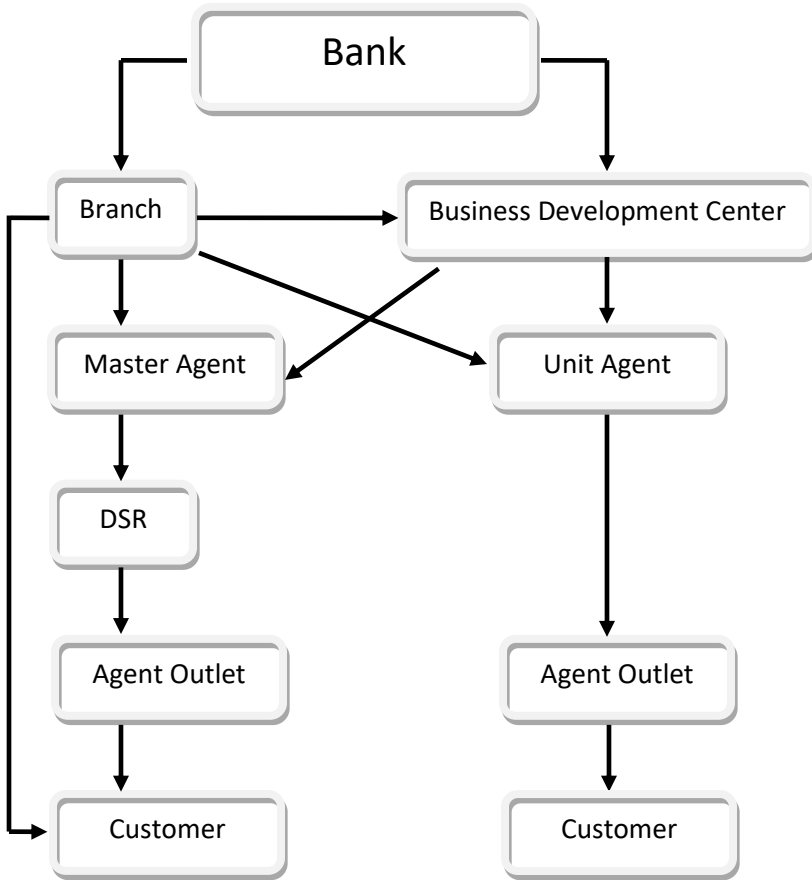 Bank
Branch
Business Development Center
Master Agent
Unit Agent
DSR
Agent Outlet
Agent Outlet
Customer
Customer